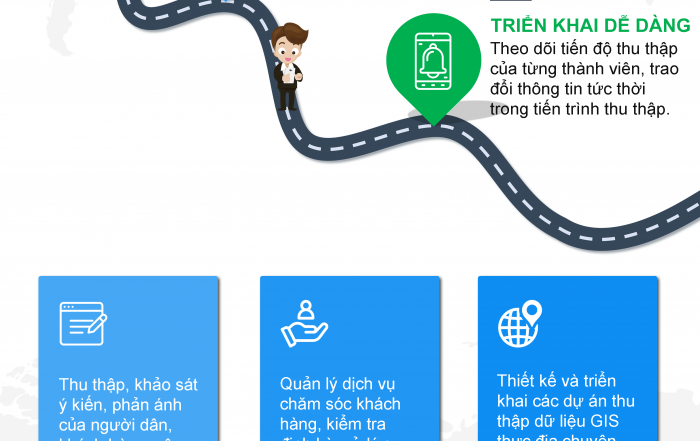 TRIỂN KHAI DỄ DÀNG
Theo dõi tiến độ thu thập
của từng thành viên, trao
đổi thông tin tức thời
trong tiến trình thu thập.
Thu thập, khảo sát
ý kiến, phản ánh
của người dân,
Quản lý dịch vụ
chăm sóc khách
hàng, kiểm tra
Thiết kế và triển
khai các dự án thu
thập dữ liệu GIS
thực địa chuyên